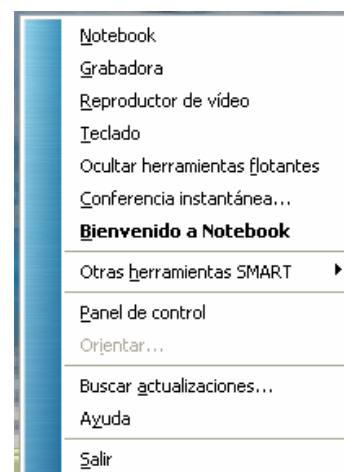 Notebook
Grabadora
Reproductor de vídeo
Teclado
Ocultar herramientas flotantes
Conferencia instantánea...
Bienvenido a Notebook
Otras herramientas SMART
Panel de control
Orientar...
Buscar actualizaciones...
Ayuda
Salir